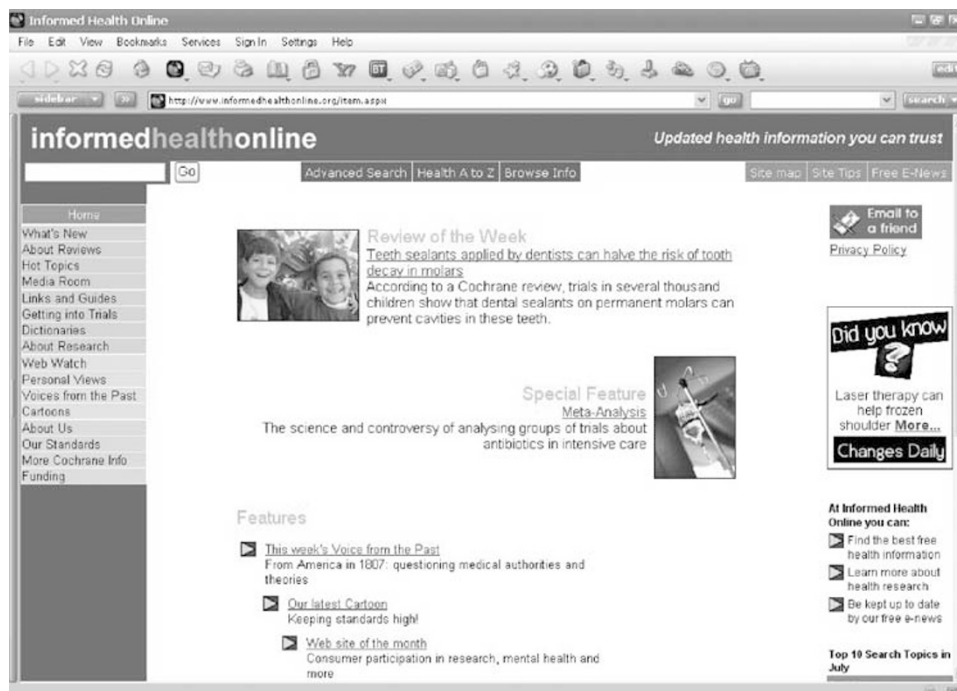 Informed Health Online
File Edit View Bookmarks Services Sign In Settings Help
BT
edit
sidebar » http://www.informedhealthonline.org/item.aspx go search
informedhealthonline
Updated health information you can trust
Go
Advanced Search Health A to Z Browse Info
Site map Site Tips Free E-News
Home
What's New
About Reviews
Hot Topics
Media Room
Links and Guides
Getting into Trials
Dictionaries
About Research
Web Watch
Personal Views
Voices from the Past
Cartoons
About Us
Our Standards
More Cochrane Info
Funding
Review of the Week
Teeth sealants applied by dentists can halve the risk of tooth
decay in molars
According to a Cochrane review, trials in several thousand
children show that dental sealants on permanent molars can
prevent cavities in these teeth.
Special Feature
Meta-Analysis
The science and controversy of analysing groups of trials about
antibiotics in intensive care
Features
This week's Voice from the Past
From America in 1807: questioning medical authorities and
theories
Our latest Cartoon
Keeping standards high!
Web site of the month
Consumer participation in research, mental health and
more
Email to
a friend
Privacy Policy
Did you know
?
Laser therapy can
help frozen
shoulder More...
Changes Daily
At Informed Health
Online you can:
Find the best free
health information
Learn more about
health research
Be kept up to date
by our free e-news
Top 10 Search Topics in
July